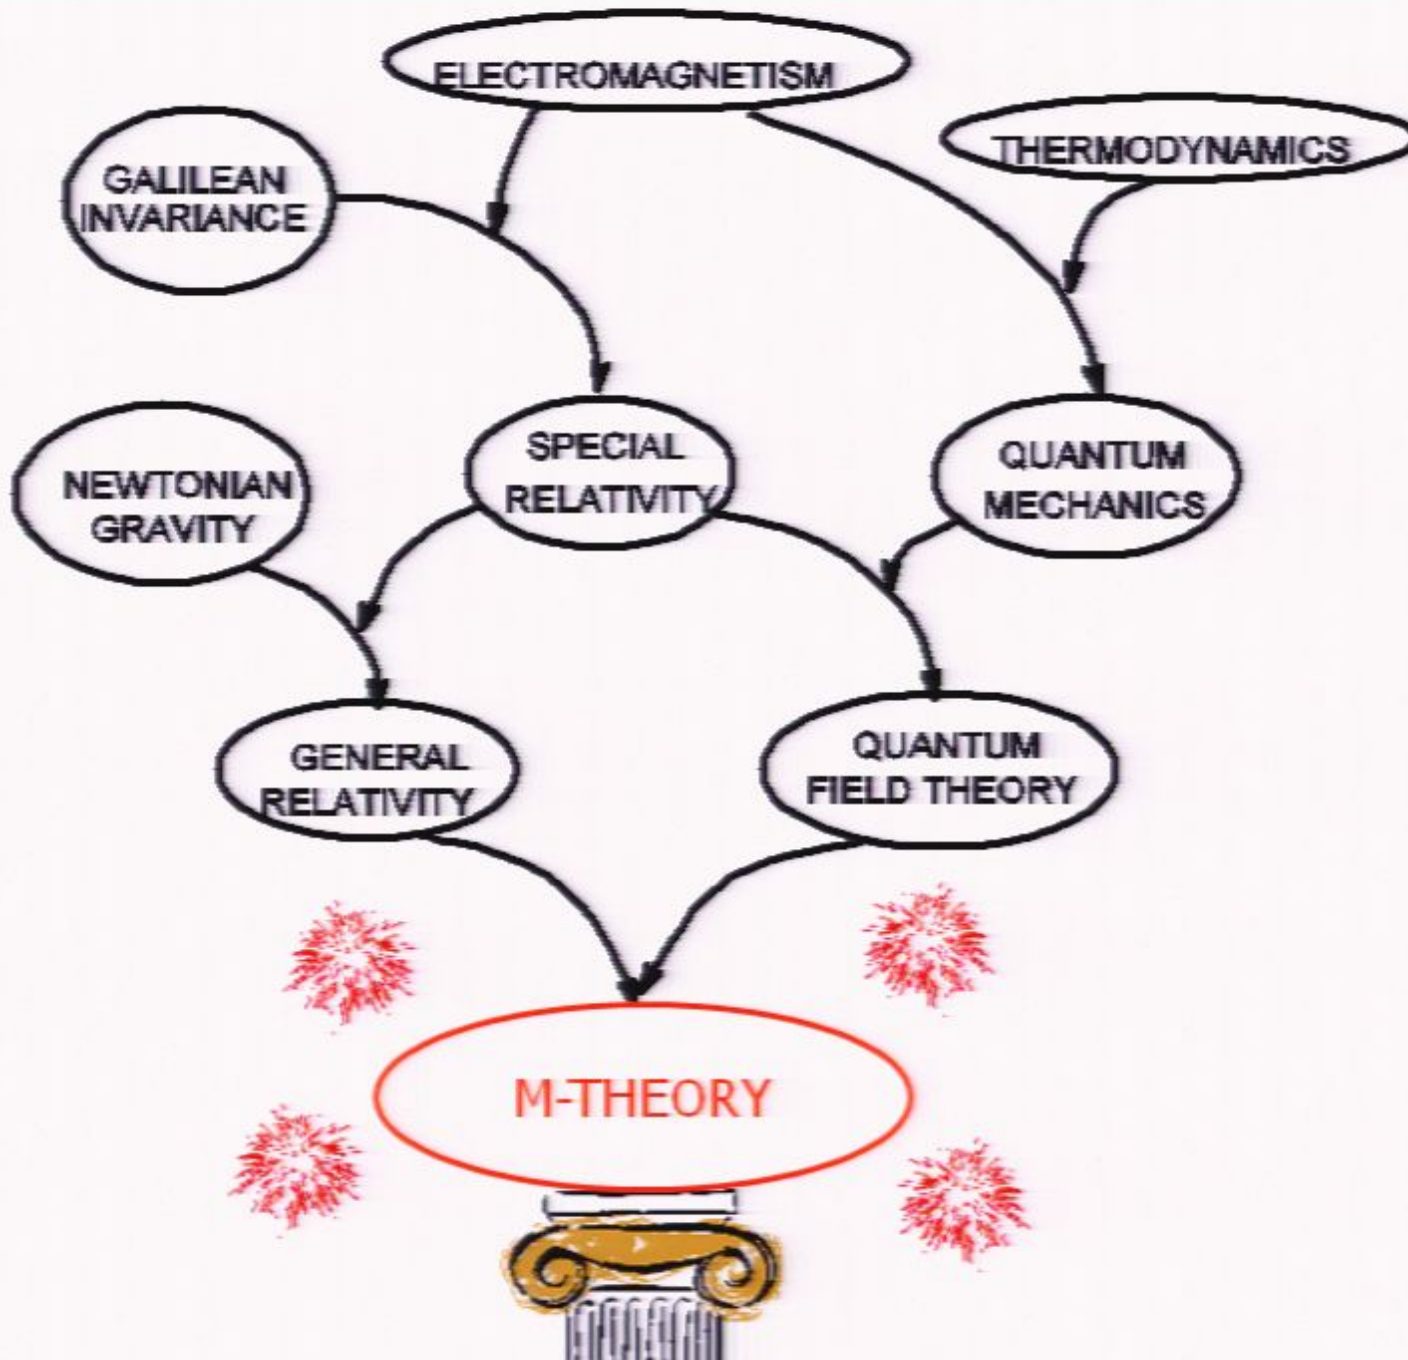 ELECTROMAGNETISM
THERMODYNAMICS
GALILEAN
INVARIANCE
NEWTONIAN
GRAVITY
SPECIAL
RELATIVITY
QUANTUM
MECHANICS
GENERAL
RELATIVITY
QUANTUM
FIELD THEORY
M-THEORY